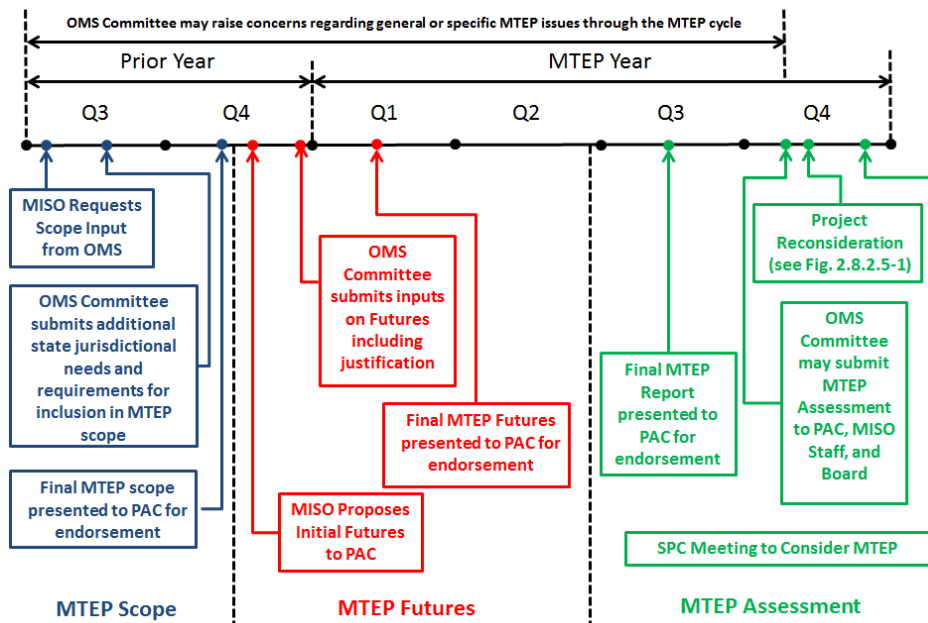 OMS Committee may raise concerns regarding general or specific MTEP issues through the MTEP cycle
Prior Year
MTEP Year
Q3
Q4
Q1
Q2
Q3
Q4
MISO Requests
Scope Input
from OMS
OMS Committee
submits additional
state jurisdictional
needs and
requirements for
inclusion in MTEP
scope
Final MTEP scope
presented to PAC for
endorsement
OMS
Committee
submits inputs
on Futures
including
justification
Final MTEP Futures
presented to PAC for
endorsement
MISO Proposes
Initial Futures
to PAC
Final MTEP
Report
presented to
PAC for
endorsement
Project
Reconsideration
(see Fig. 2.8.2.5-1)
OMS
Committee
may submit
MTEP
Assessment
to PAC, MISO
Staff, and
Board
SPC Meeting to Consider MTEP
MTEP Scope
MTEP Futures
MTEP Assessment